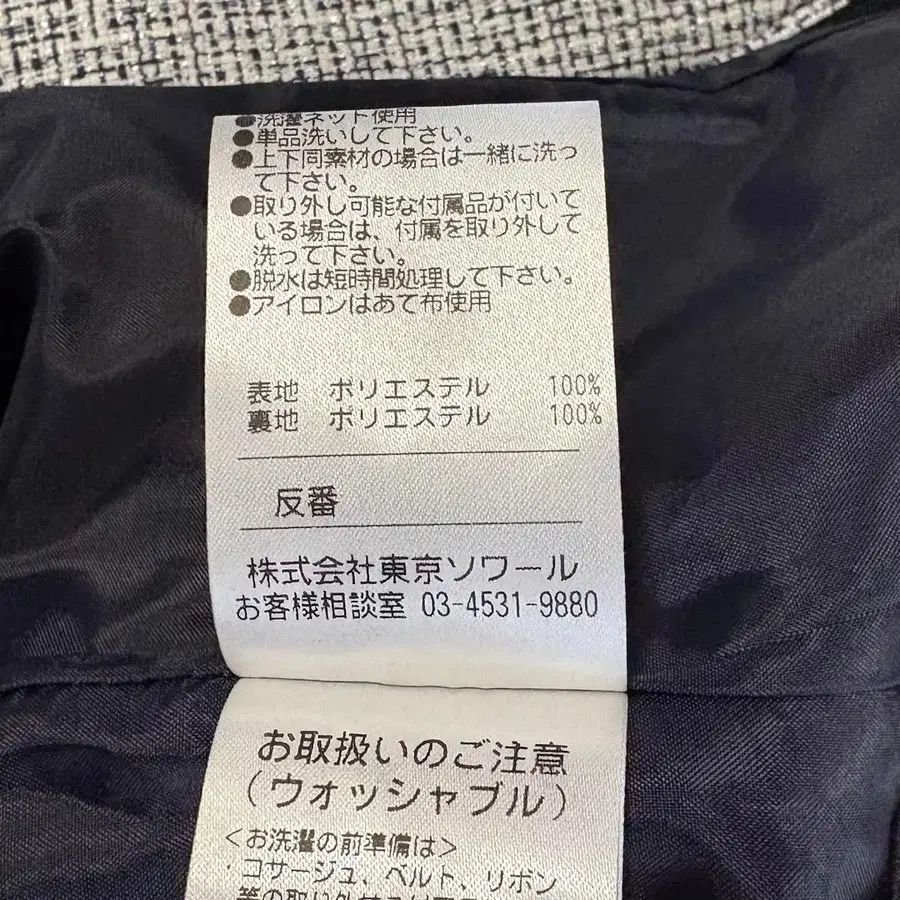 ●洗濯ネット使用
●単品洗いして下さい。
●上下同素材の場合は一緒に洗っ
て下さい。
●取り外し可能な付属品が付いて
いる場合は、付属を取り外して
洗って下さい。
●脱水は短時間処理して下さい。
●アイロンはあて布使用
表地 ポリエステル 100%
裏地 ポリエステル 100%
反番
株式会社東京ソワール
お客様相談室 03-4531-9880
お取扱いのご注意
(ウォッシャブル)
<お洗濯の前準備は>
・コサージュ、ベルト、リボン
等の取り外せ